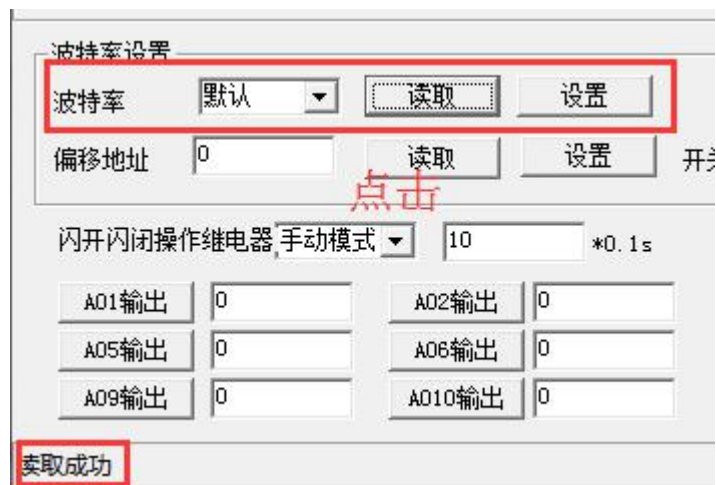 波特率设置
波特率 默认 读取 设置
偏移地址 0 读取 设置
点击
闪开闪闭操作继电器 手动模式 10 *0.1s
A01输出 0 A02输出 0
A05输出 0 A06输出 0
A09输出 0 A010输出 0
读取成功